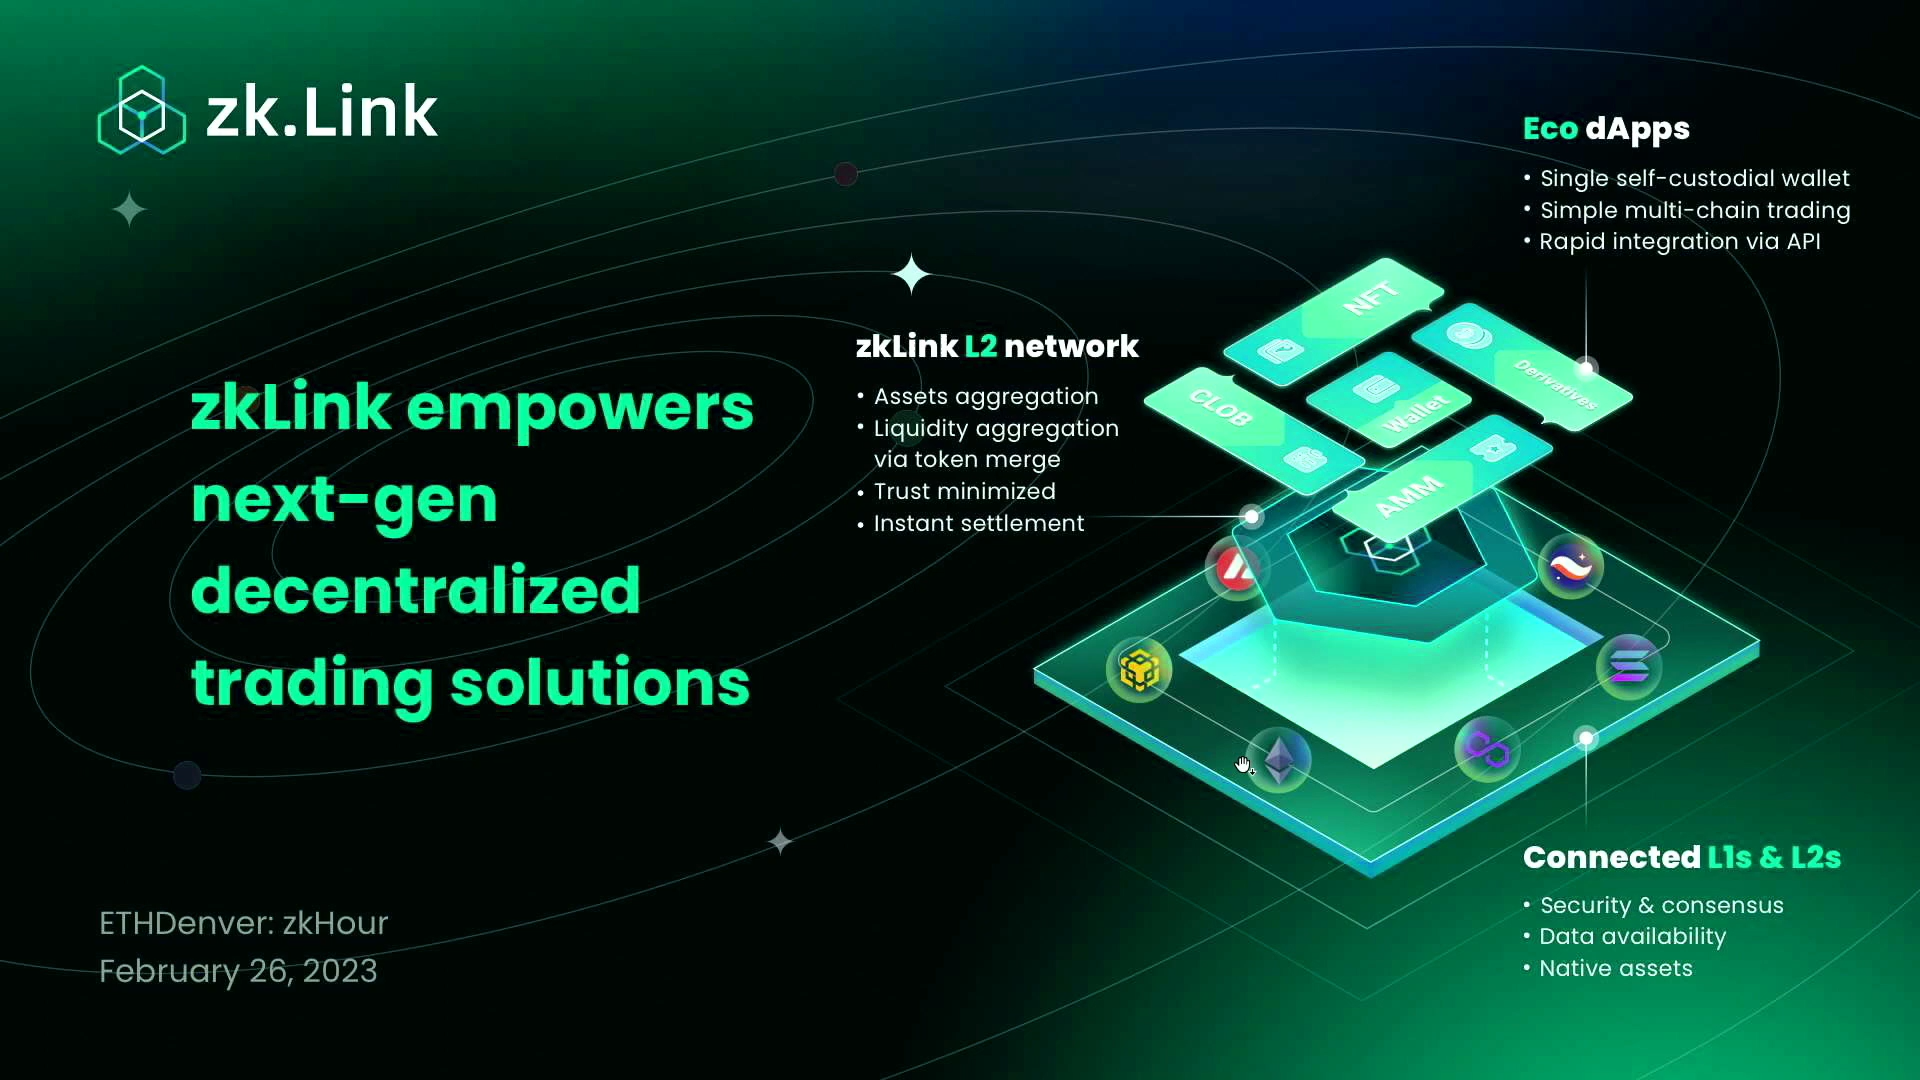 zk.Link
zkLink empowers
next-gen
decentralized
trading solutions
ETHDenver: zkHour
February 26, 2023
zkLink L2 network
• Assets aggregation
• Liquidity aggregation
via token merge
• Trust minimized
• Instant settlement
Eco dApps
• Single self-custodial wallet
• Simple multi-chain trading
• Rapid integration via API
NFT
Derivatives
CLOB
Wallet
AMM
Connected L1s & L2s
• Security & consensus
• Data availability
• Native assets